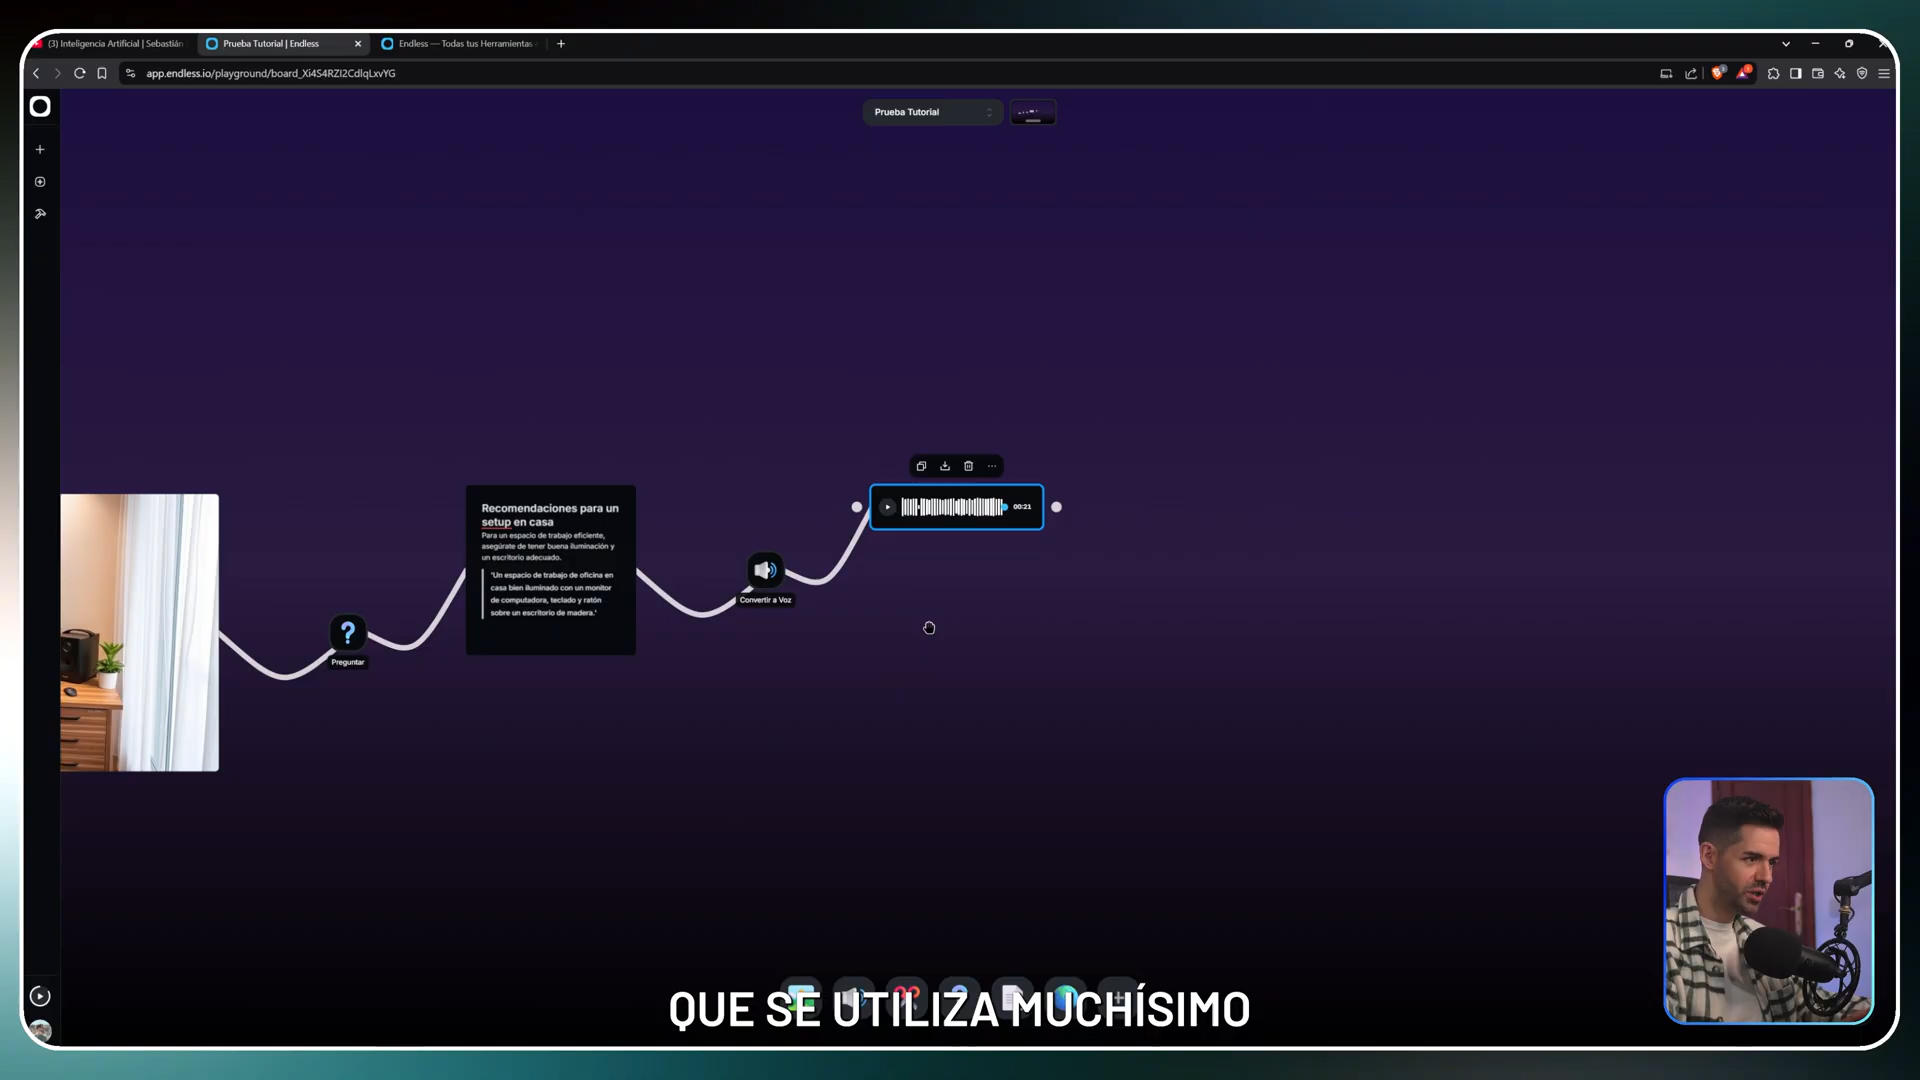 (3) Inteligencia Artificial | Sebastián
Prueba Tutorial | Endless
Endless — Todas tus Herramientas
app.endless.io/playground/board_Xi4S4RZI2CdlqLxvYG
Prueba Tutorial
00:21
Recomendaciones para un
setup en casa
Para un espacio de trabajo eficiente,
asegúrate de tener buena iluminación y
un escritorio adecuado.
"Un espacio de trabajo de oficina en
casa bien iluminado con un monitor
de computadora, teclado y ratón
sobre un escritorio de madera."
Convertir a Voz
Preguntar
QUE SE UTILIZA MUCHÍSIMO